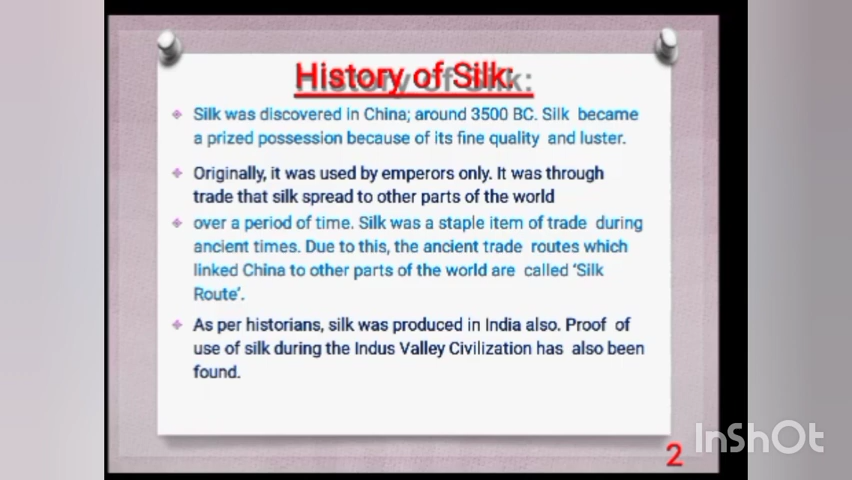 History of Silk:
Silk was discovered in China; around 3500 BC. Silk became
a prized possession because of its fine quality and luster.
Originally, it was used by emperors only. It was through
trade that silk spread to other parts of the world
over a period of time. Silk was a staple item of trade during
ancient times. Due to this, the ancient trade routes which
linked China to other parts of the world are called ‘Silk
Route’.
As per historians, silk was produced in India also. Proof of
use of silk during the Indus Valley Civilization has also been
found.
2
InShOt